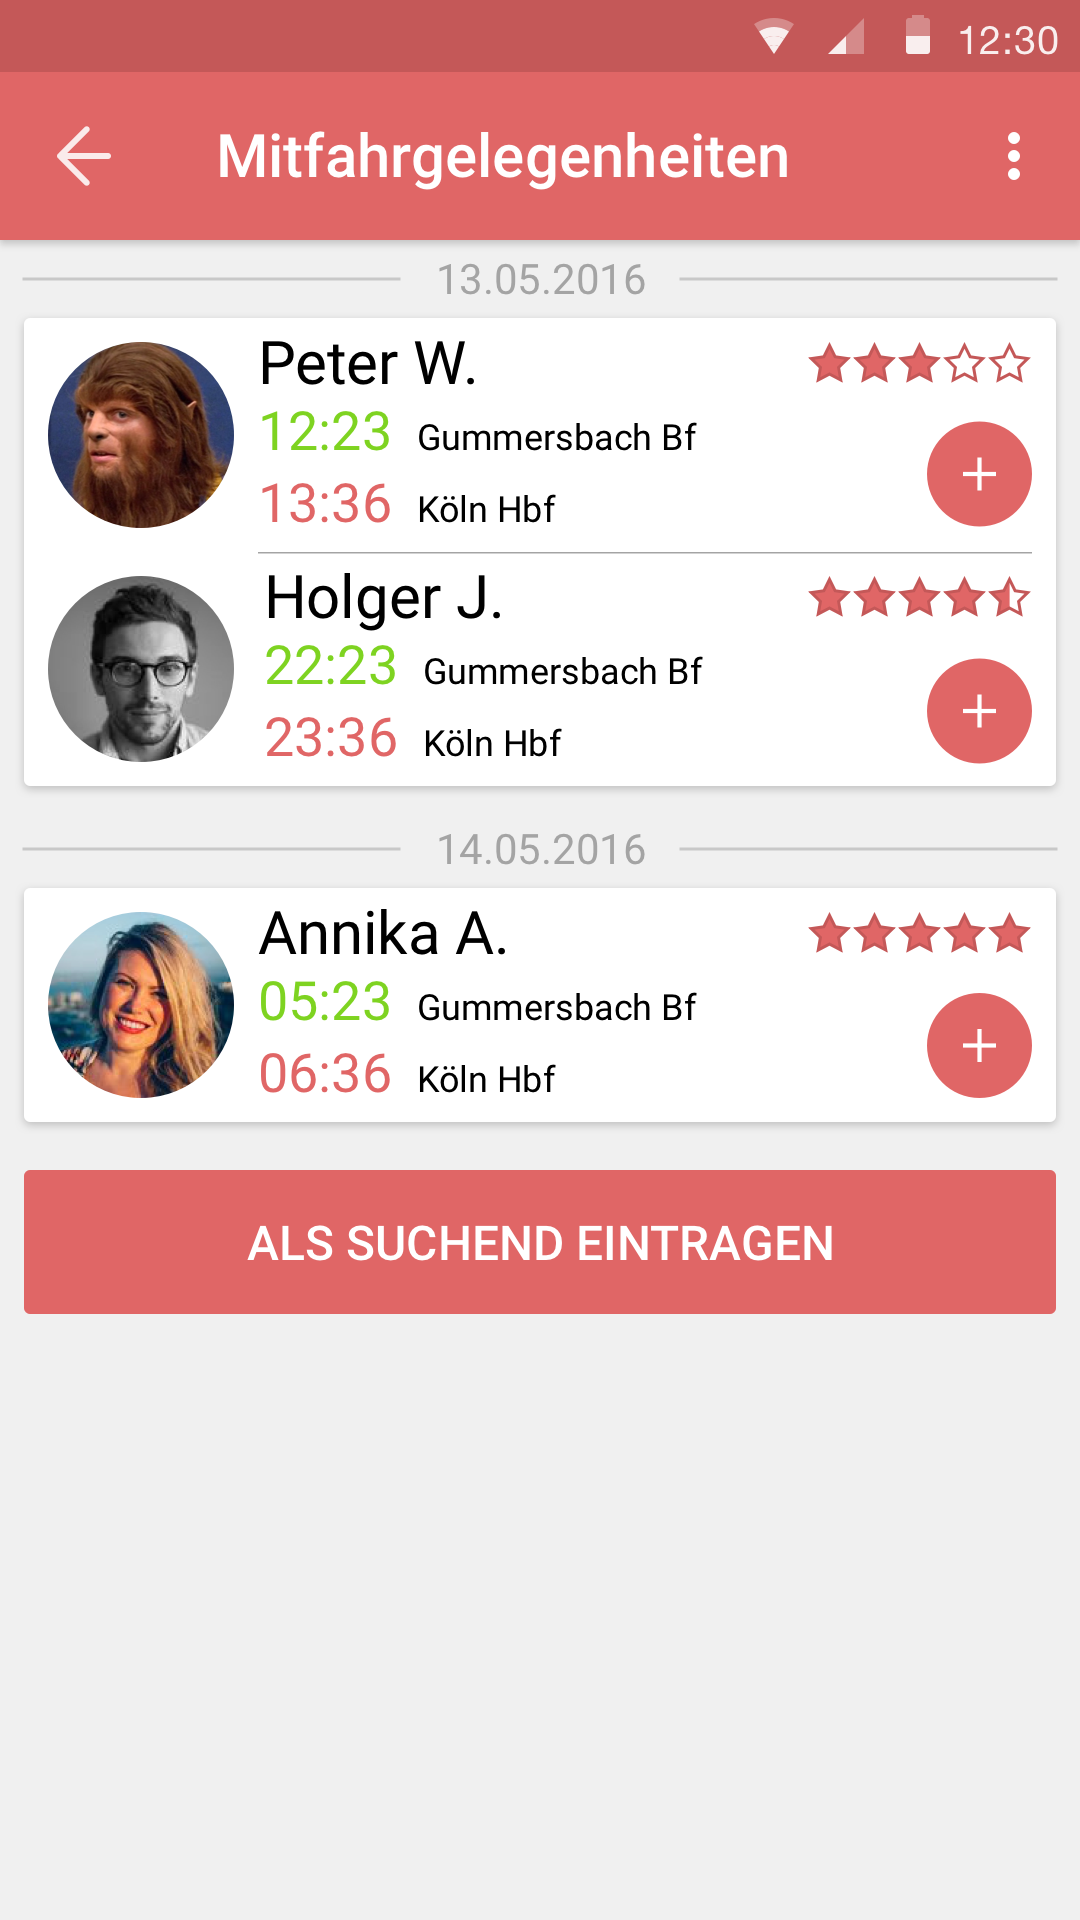 12:30
Mitfahrgelegenheiten
13.05.2016
Peter W.
12:23 Gummersbach Bf
13:36 Köln Hbf
Holger J.
22:23 Gummersbach Bf
23:36 Köln Hbf
14.05.2016
Annika A.
05:23 Gummersbach Bf
06:36 Köln Hbf
ALS SUCHEND EINTRAGEN